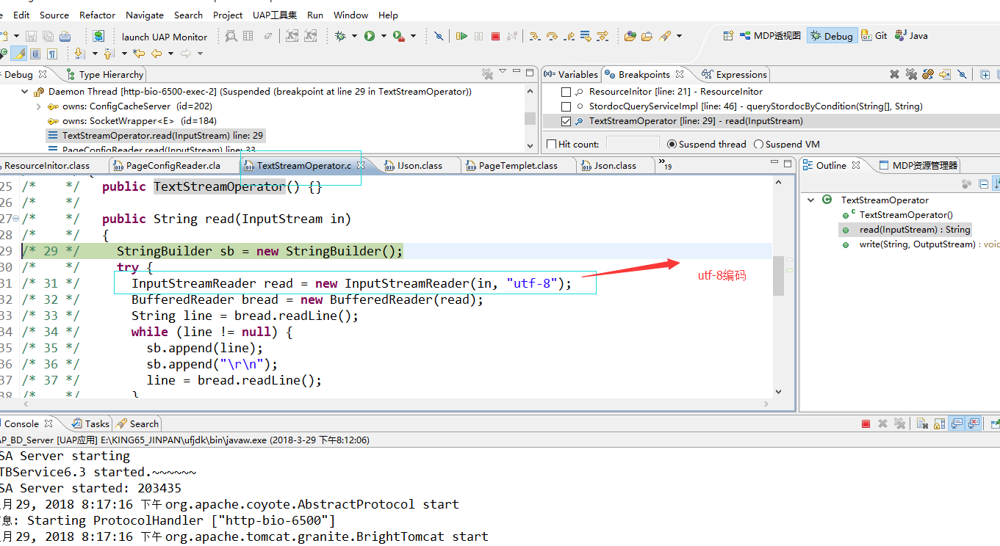 Edit Source Refactor Navigate Search Project UAP工具集 Run Window Help
launch UAP Monitor
MDP透视图 Debug Git Java
Debug Type Hierarchy
Daemon Thread [http-bio-6500-exec-2] (Suspended (breakpoint at line 29 in TextStreamOperator))
owns: ConfigCacheServer (id=202)
owns: SocketWrapper<E> (id=184)
TextStreamOperator.read(InputStream) line: 29
PageConfigReader.read(InputStream) line: 33
(x)= Variables Breakpoints Expressions
ResourceInitor [line: 21] - ResourceInitor
StordocQueryServiceImpl [line: 46] - queryStordocByCondition(String[], String)
TextStreamOperator [line: 29] - read(InputStream)
Hit count: Suspend thread Suspend VM
ResourceInitor.class PageConfigReader.cla TextStreamOperator.c IJson.class PageTemplet.class Json.class »19
25 /* */ public TextStreamOperator() {}
26 /* */
27 /* */ public String read(InputStream in)
28 /* */ {
29 /* 29 */ StringBuilder sb = new StringBuilder();
30 /* */ try {
31 /* 31 */ InputStreamReader read = new InputStreamReader(in, "utf-8");
32 /* 32 */ BufferedReader bread = new BufferedReader(read);
33 /* 33 */ String line = bread.readLine();
34 /* 34 */ while (line != null) {
35 /* 35 */ sb.append(line);
36 /* 36 */ sb.append("\r\n");
37 /* 37 */ line = bread.readLine();
38 /* */ }
utf-8编码
Outline MDP资源管理器
TextStreamOperator
TextStreamOperator()
read(InputStream) : String
write(String, OutputStream) : void
Console Tasks Search
AP_BD_Server [UAP应用] E:\KING65_JINPAN\ufjdk\bin\javaw.exe (2018-3-29 下午8:12:06)
SA Server starting
TBService6.3 started.~~~~~~
SA Server started: 203435
月 29, 2018 8:17:16 下午 org.apache.coyote.AbstractProtocol start
息: Starting ProtocolHandler ["http-bio-6500"]
月 29, 2018 8:17:16 下午 org.apache.tomcat.granite.BrightTomcat start